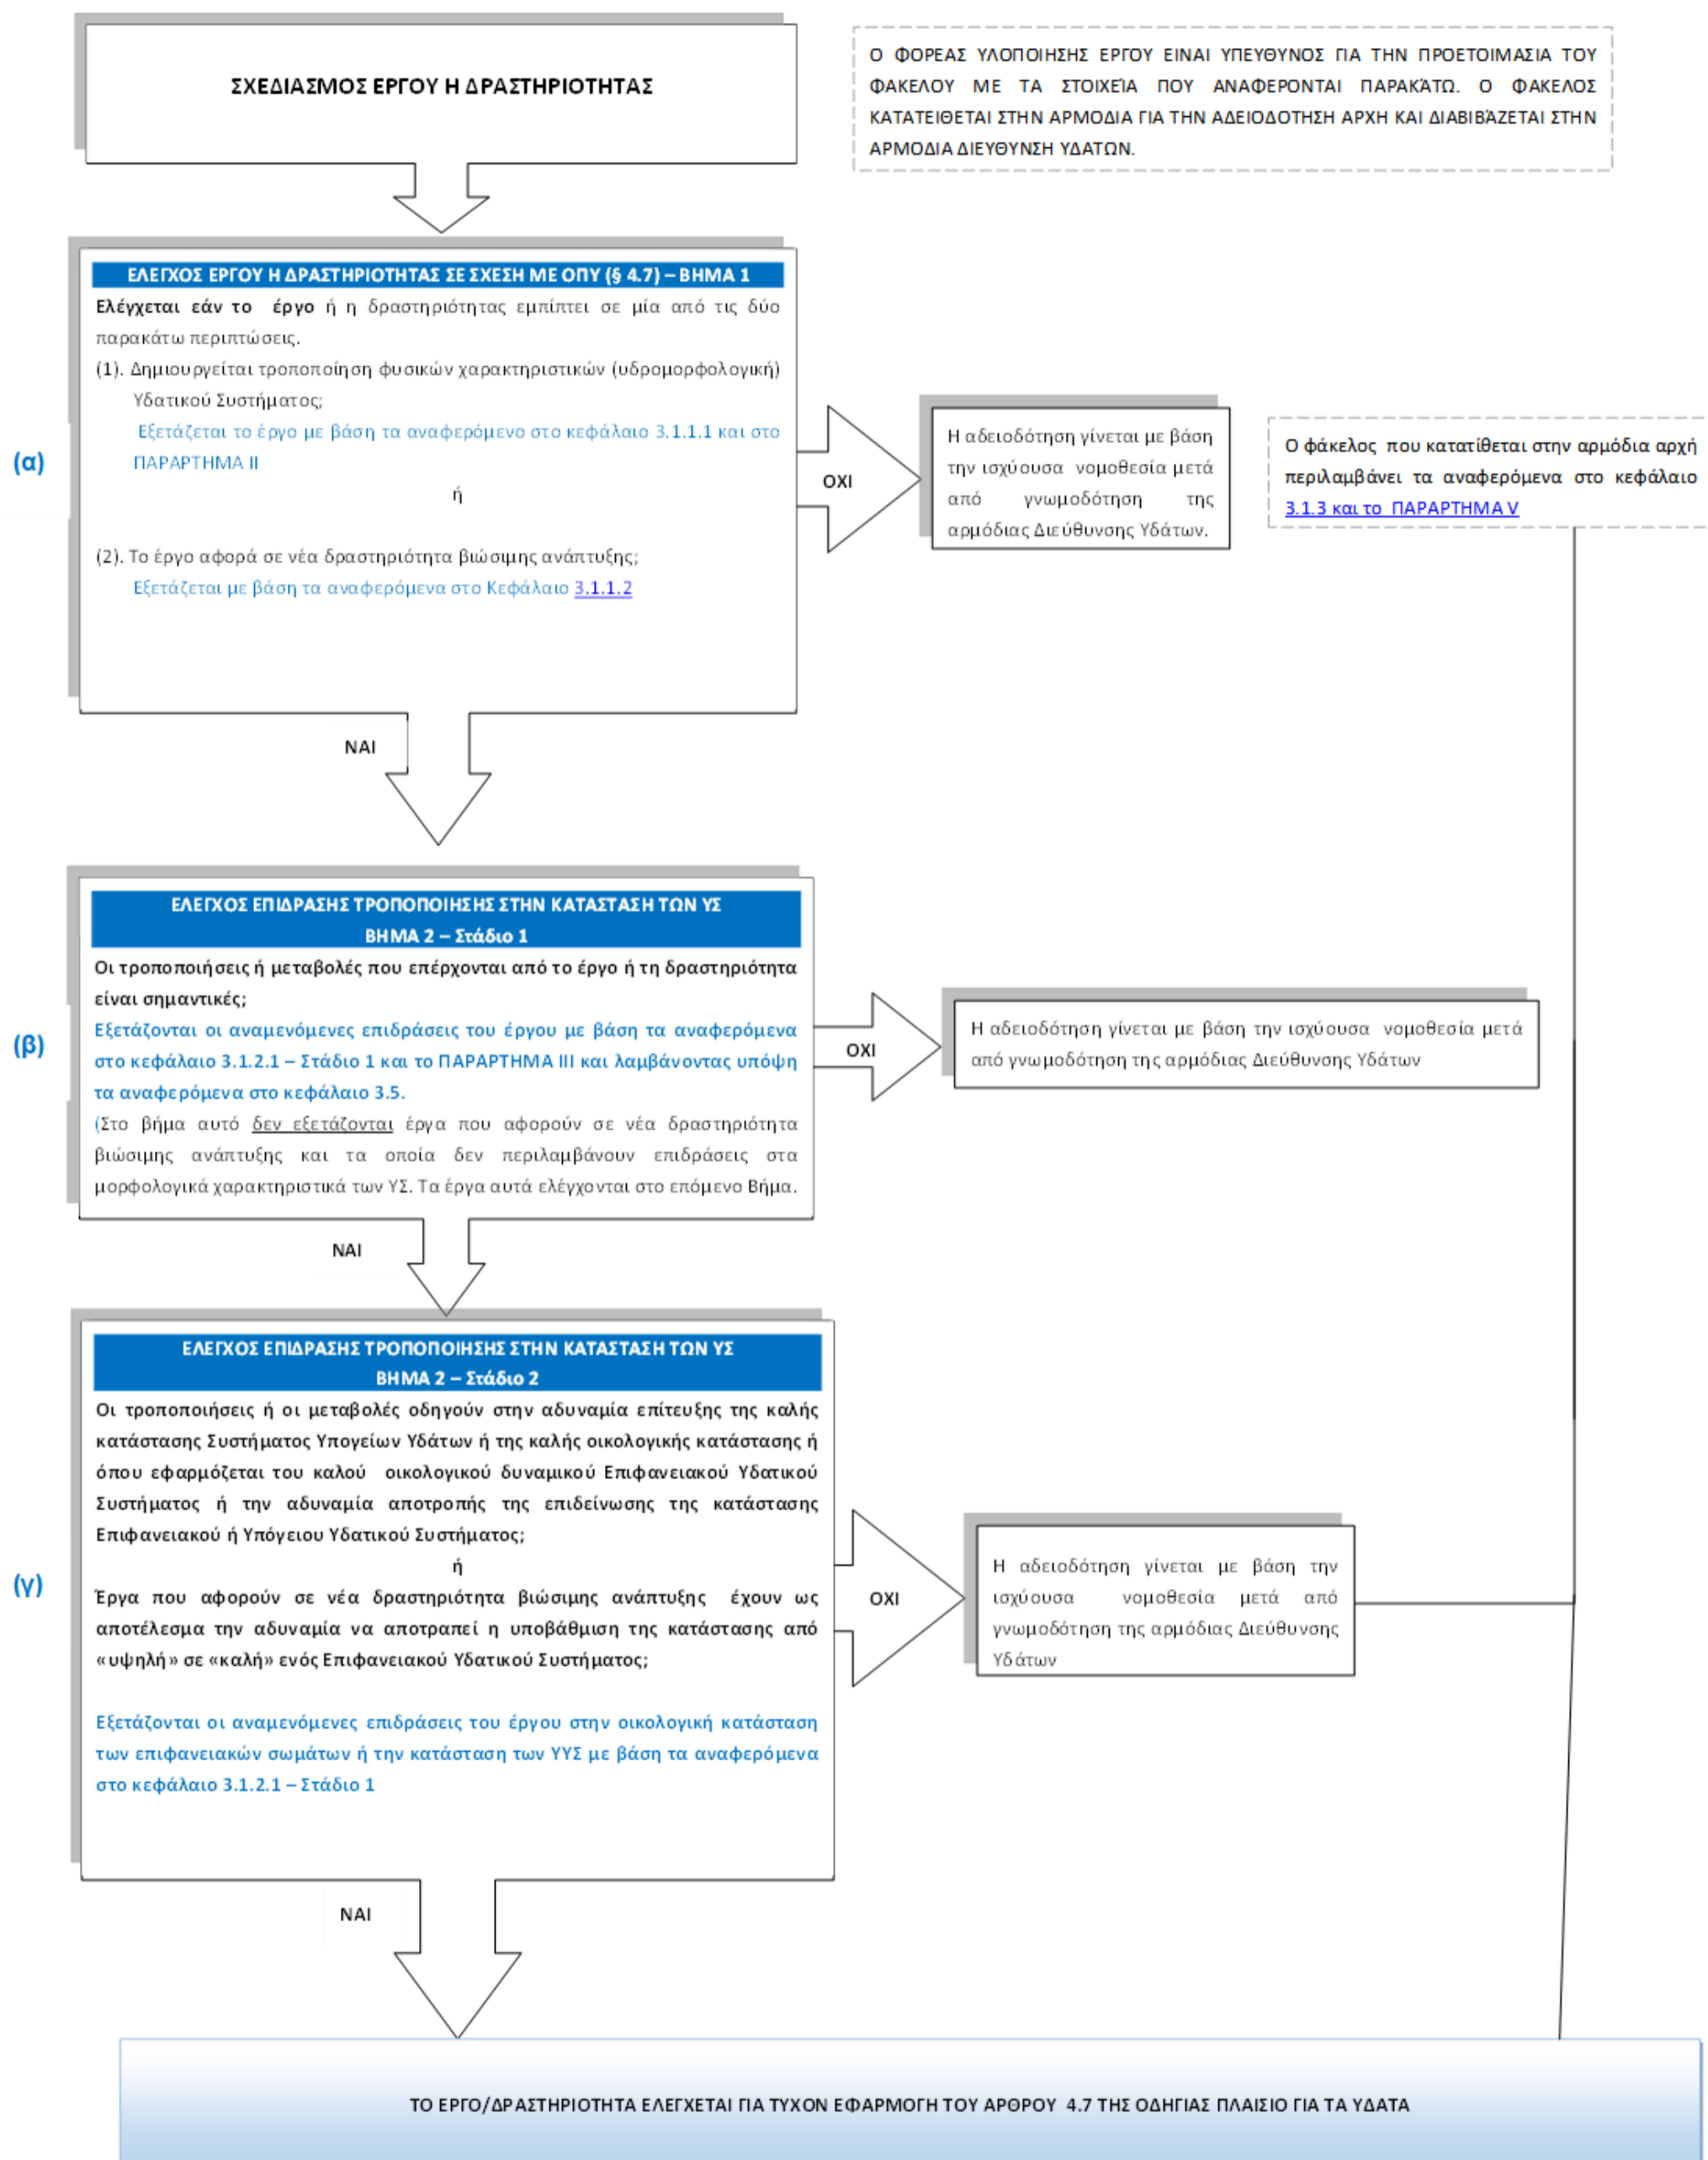 ΣΧΕΔΙΑΣΜΟΣ ΕΡΓΟΥ Η ΔΡΑΣΤΗΡΙΟΤΗΤΑΣ
Ο ΦΟΡΕΑΣ ΥΛΟΠΟΙΗΣΗΣ ΕΡΓΟΥ ΕΙΝΑΙ ΥΠΕΥΘΥΝΟΣ ΓΙΑ ΤΗΝ ΠΡΟΕΤΟΙΜΑΣΙΑ ΤΟΥ
ΦΑΚΕΛΟΥ ΜΕ ΤΑ ΣΤΟΙΧΕΊΑ ΠΟΥ ΑΝΑΦΕΡΟΝΤΑΙ ΠΑΡΑΚΆΤΩ. Ο ΦΑΚΕΛΟΣ
ΚΑΤΑΤΕΙΘΕΤΑΙ ΣΤΗΝ ΑΡΜΟΔΙΑ ΓΙΑ ΤΗΝ ΑΔΕΙΟΔΟΤΗΣΗ ΑΡΧΗ ΚΑΙ ΔΙΑΒΙΒΆΖΕΤΑΙ ΣΤΗΝ
ΑΡΜΟΔΙΑ ΔΙΕΥΘΥΝΣΗ ΥΔΑΤΩΝ.
(α)
ΕΛΕΓΧΟΣ ΕΡΓΟΥ Η ΔΡΑΣΤΗΡΙΟΤΗΤΑΣ ΣΕ ΣΧΕΣΗ ΜΕ ΟΠΥ (§ 4.7) – ΒΗΜΑ 1
Ελέγχεται εάν το έργο ή η δραστηριότητας εμπίπτει σε μία από τις δύο
παρακάτω περιπτώσεις.
(1). Δημιουργείται τροποποίηση φυσικών χαρακτηριστικών (υδρομορφολογική)
Υδατικού Συστήματος;
Εξετάζεται το έργο με βάση τα αναφερόμενο στο κεφάλαιο 3.1.1.1 και στο
ΠΑΡΑΡΤΗΜΑ ΙΙ
ή
(2). Το έργο αφορά σε νέα δραστηριότητα βιώσιμης ανάπτυξης;
Εξετάζεται με βάση τα αναφερόμενα στο Κεφάλαιο 3.1.1.2
ΟΧΙ
Η αδειοδότηση γίνεται με βάση
την ισχύουσα νομοθεσία μετά
από γνωμοδότηση της
αρμόδιας Διεύθυνσης Υδάτων.
Ο φάκελος που κατατίθεται στην αρμόδια αρχή
περιλαμβάνει τα αναφερόμενα στο κεφάλαιο
3.1.3 και το ΠΑΡΑΡΤΗΜΑ V
ΝΑΙ
(β)
ΕΛΕΓΧΟΣ ΕΠΙΔΡΑΣΗΣ ΤΡΟΠΟΠΟΙΗΣΗΣ ΣΤΗΝ ΚΑΤΑΣΤΑΣΗ ΤΩΝ ΥΣ
ΒΗΜΑ 2 – Στάδιο 1
Οι τροποποιήσεις ή μεταβολές που επέρχονται από το έργο ή τη δραστηριότητα
είναι σημαντικές;
Εξετάζονται οι αναμενόμενες επιδράσεις του έργου με βάση τα αναφερόμενα
στο κεφάλαιο 3.1.2.1 – Στάδιο 1 και το ΠΑΡΑΡΤΗΜΑ ΙΙΙ και λαμβάνοντας υπόψη
τα αναφερόμενα στο κεφάλαιο 3.5.
(Στο βήμα αυτό δεν εξετάζονται έργα που αφορούν σε νέα δραστηριότητα
βιώσιμης ανάπτυξης και τα οποία δεν περιλαμβάνουν επιδράσεις στα
μορφολογικά χαρακτηριστικά των ΥΣ. Τα έργα αυτά ελέγχονται στο επόμενο Βήμα.
ΟΧΙ
Η αδειοδότηση γίνεται με βάση την ισχύουσα νομοθεσία μετά
από γνωμοδότηση της αρμόδιας Διεύθυνσης Υδάτων
ΝΑΙ
(γ)
ΕΛΕΓΧΟΣ ΕΠΙΔΡΑΣΗΣ ΤΡΟΠΟΠΟΙΗΣΗΣ ΣΤΗΝ ΚΑΤΑΣΤΑΣΗ ΤΩΝ ΥΣ
ΒΗΜΑ 2 – Στάδιο 2
Οι τροποποιήσεις ή οι μεταβολές οδηγούν στην αδυναμία επίτευξης της καλής
κατάστασης Συστήματος Υπογείων Υδάτων ή της καλής οικολογικής κατάστασης ή
όπου εφαρμόζεται του καλού οικολογικού δυναμικού Επιφανειακού Υδατικού
Συστήματος ή την αδυναμία αποτροπής της επιδείνωσης της κατάστασης
Επιφανειακού ή Υπόγειου Υδατικού Συστήματος;
ή
Έργα που αφορούν σε νέα δραστηριότητα βιώσιμης ανάπτυξης έχουν ως
αποτέλεσμα την αδυναμία να αποτραπεί η υποβάθμιση της κατάστασης από
«υψηλή» σε «καλή» ενός Επιφανειακού Υδατικού Συστήματος;
Εξετάζονται οι αναμενόμενες επιδράσεις του έργου στην οικολογική κατάσταση
των επιφανειακών σωμάτων ή την κατάσταση των ΥΥΣ με βάση τα αναφερόμενα
στο κεφάλαιο 3.1.2.1 – Στάδιο 1
ΟΧΙ
Η αδειοδότηση γίνεται με βάση την
ισχύουσα νομοθεσία μετά από
γνωμοδότηση της αρμόδιας Διεύθυνσης
Υδάτων
ΝΑΙ
ΤΟ ΕΡΓΟ/ΔΡΑΣΤΗΡΙΟΤΗΤΑ ΕΛΕΓΧΕΤΑΙ ΓΙΑ ΤΥΧΟΝ ΕΦΑΡΜΟΓΗ ΤΟΥ ΑΡΘΡΟΥ 4.7 ΤΗΣ ΟΔΗΓΙΑΣ ΠΛΑΙΣΙΟ ΓΙΑ ΤΑ ΥΔΑΤΑ